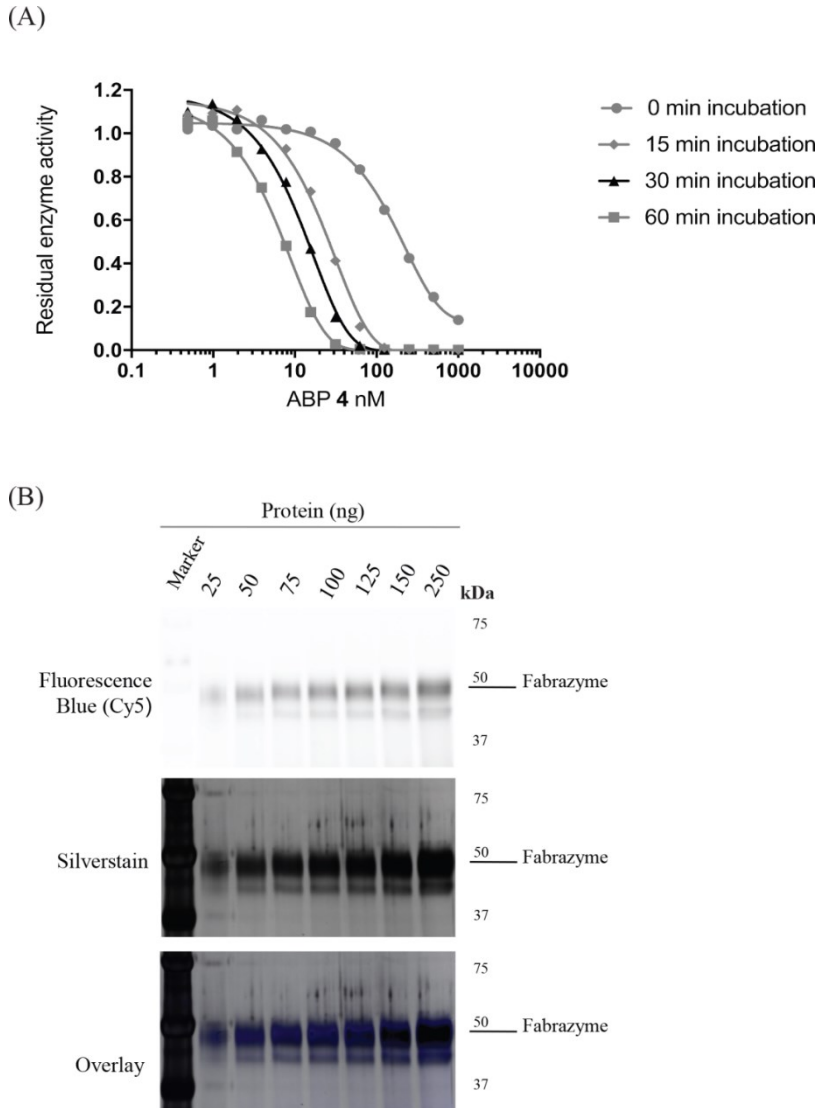 (A)
1.2
1.0
0.8
0.6
0.4
0.2
0.0
Residual enzyme activity
0.1
1
10
100
1000
10000
ABP 4 nM
0 min incubation
15 min incubation
30 min incubation
60 min incubation
(B)
Protein (ng)
Marker
25
50
75
100
125
150
250
kDa
Fluorescence
Blue (Cy5)
75
50
Fabrazyme
37
Silverstain
75
50
Fabrazyme
37
Overlay
75
50
Fabrazyme
37